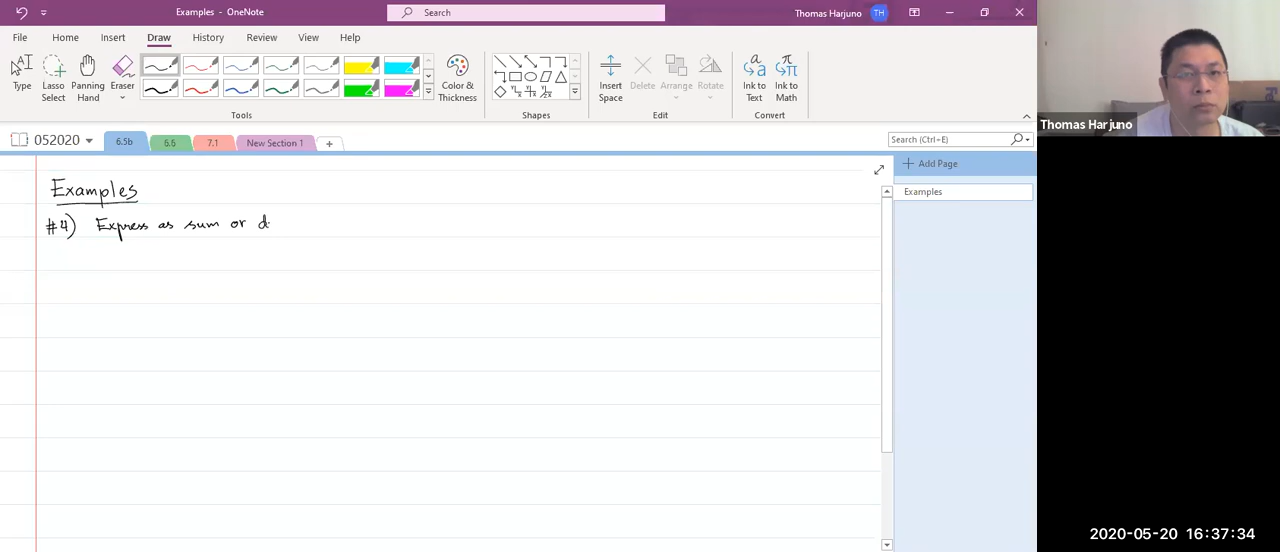 Examples - OneNote
Search
Thomas Harjuno
TH
File
Home
Insert
Draw
History
Review
View
Help
Type
Lasso
Select
Panning
Hand
Eraser
Color &
Thickness
Insert
Space
Delete
Arrange
Rotate
Ink to
Text
Ink to
Math
Tools
Shapes
Edit
Convert
052020
6.5b
6.6
7.1
New Section 1
Search (Ctrl+E)
Add Page
Examples
Examples
#4) Express as sum or d
Thomas Harjuno
2020-05-20 16:37:34